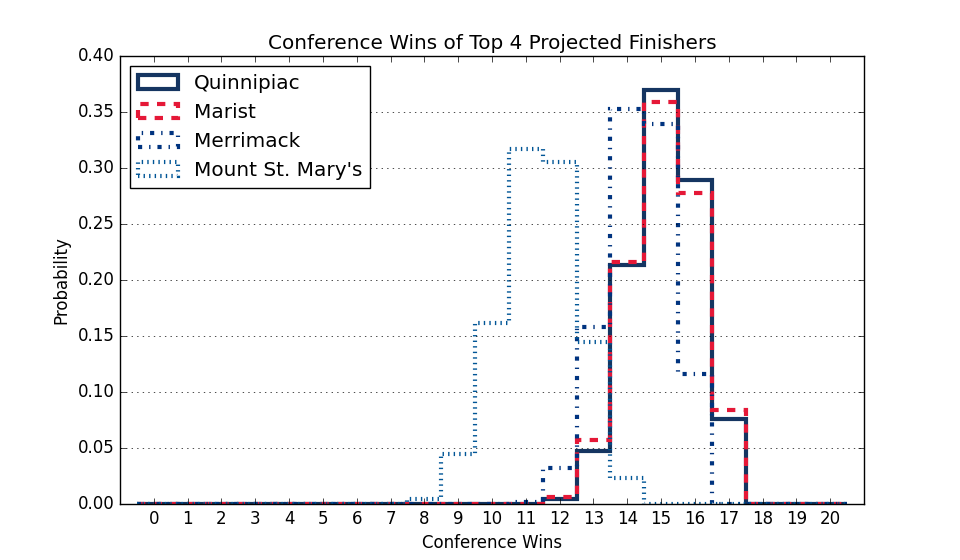 Conference Wins of Top 4 Projected Finishers
0.40
0.35
0.30
0.25
0.20
0.15
0.10
0.05
0.00
Probability
Quinnipiac
Marist
Merrimack
Mount St. Mary's
0 1 2 3 4 5 6 7 8 9 10 11 12 13 14 15 16 17 18 19 20
Conference Wins